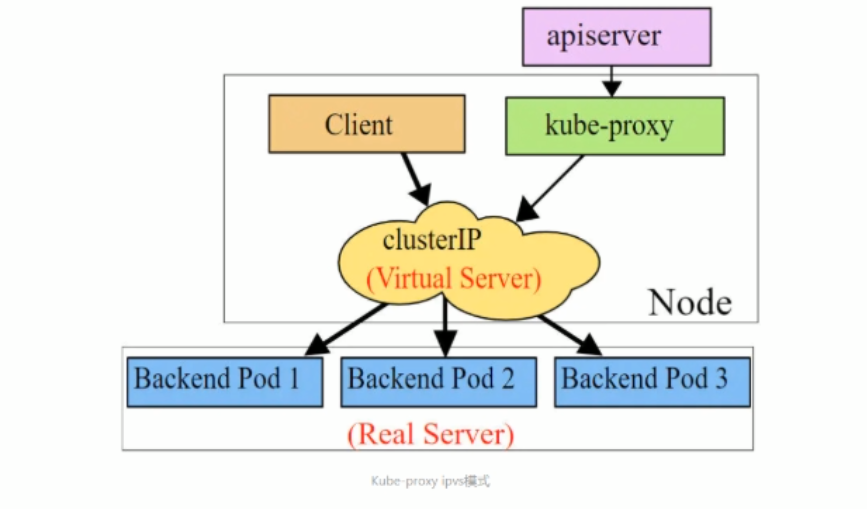 apiserver
Client
kube-proxy
clusterIP
(Virtual Server)
Node
Backend Pod 1
Backend Pod 2
Backend Pod 3
(Real Server)
Kube-proxy ipvs模式